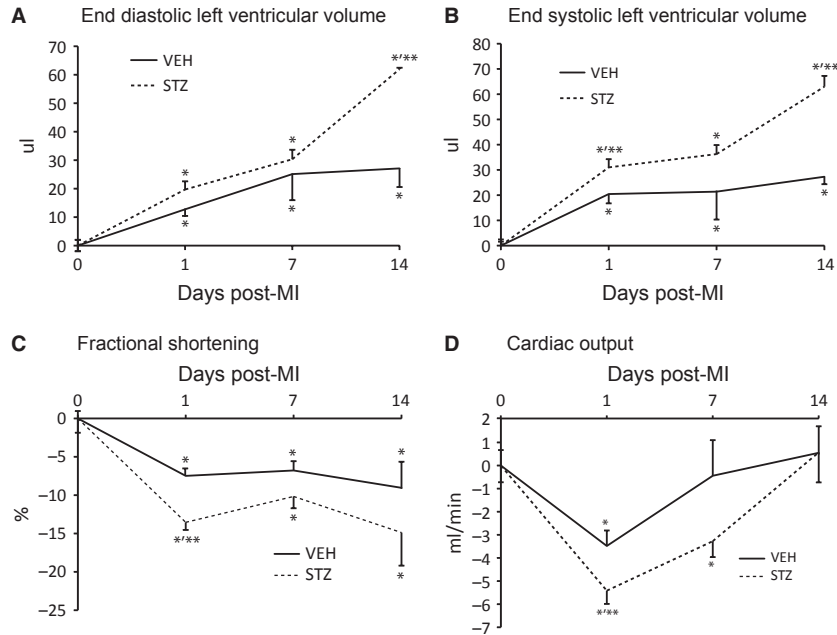 A End diastolic left ventricular volume
70
60
50
40
30
20
10
0
ul
VEH
STZ
*
*
*
*
*'**
*
0 1 7 14
Days post-MI
B End systolic left ventricular volume
80
70
60
50
40
30
20
10
0
ul
VEH
STZ
*'**
*
*
*
*'**
*
0 1 7 14
Days post-MI
C Fractional shortening
Days post-MI
0 1 7 14
0
−5
−10
−15
−20
−25
%
*
*
*
*'**
*
*
VEH
STZ
D Cardiac output
Days post-MI
0 1 7 14
2
1
0
−1
−2
−3
−4
−5
−6
−7
ml/min
*
*'**
*
VEH
STZ